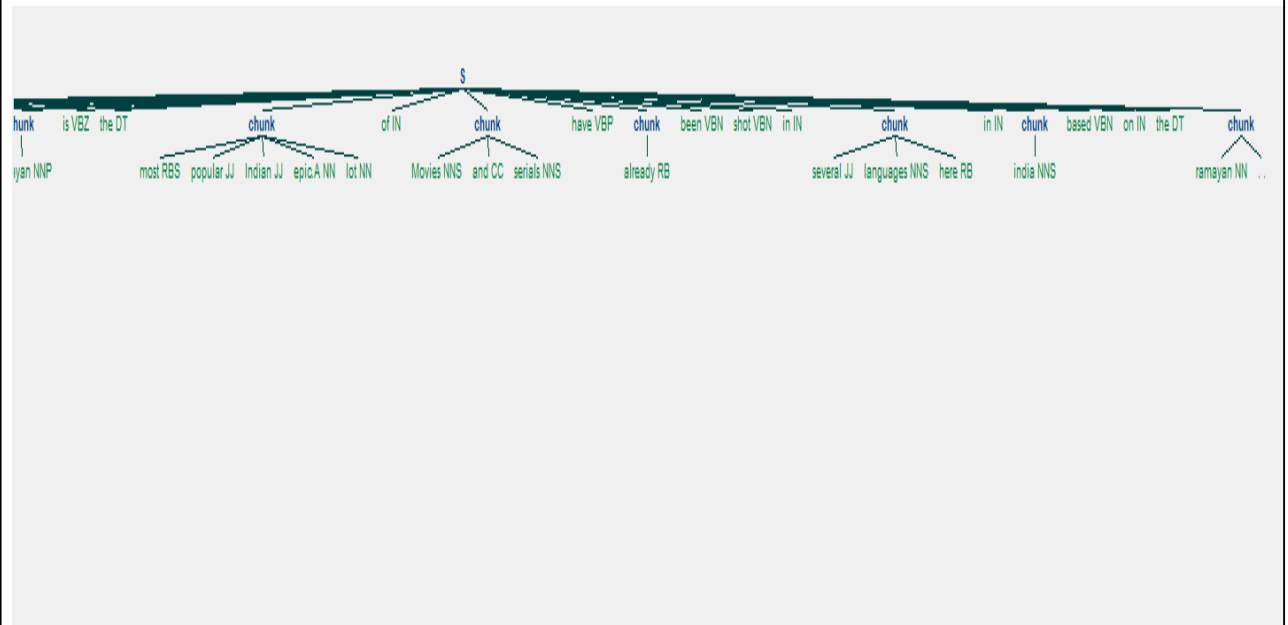 S
hunk is VBZ the DT chunk of IN chunk have VBP chunk been VBN shot VBN in IN chunk in IN chunk based VBN on IN the DT chunk
yan NNP most RBS popular JJ Indian JJ epic.A NN lot NN Movies NNS and CC serials NNS already RB several JJ languages NNS here RB india NNS ramayan NN . .